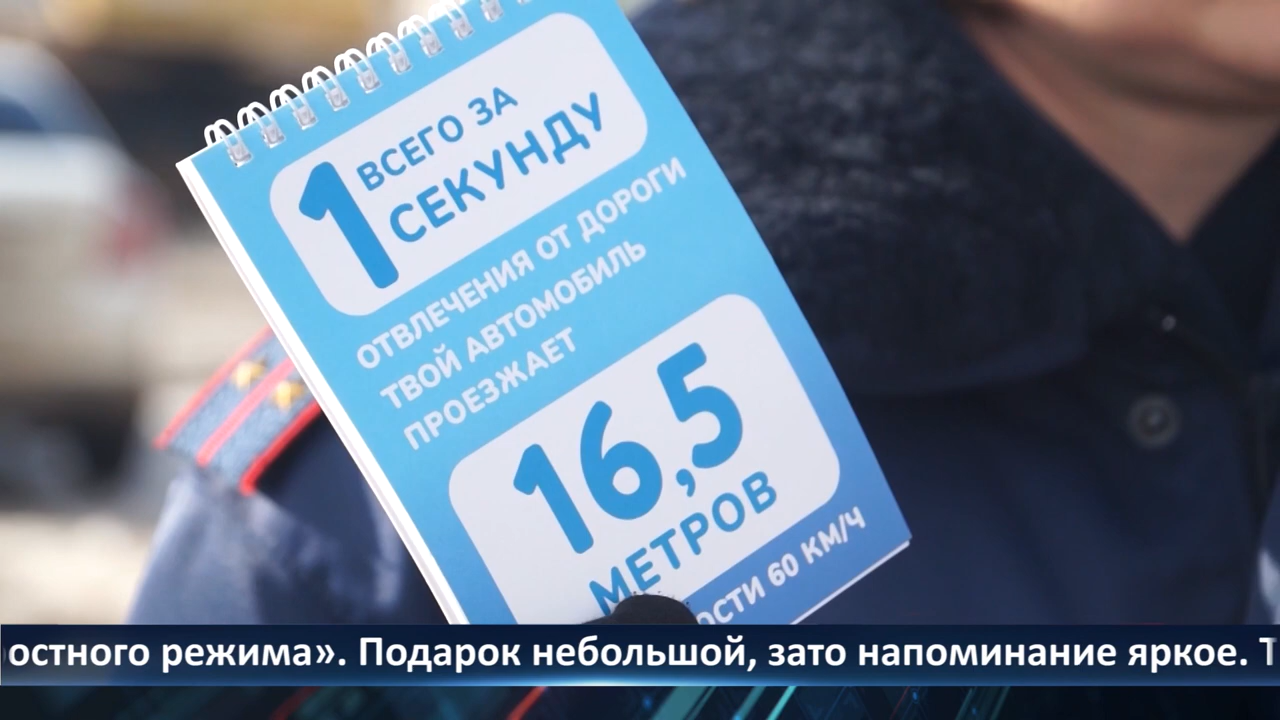 1 ВСЕГО ЗА
СЕКУНДУ
ОТВЛЕЧЕНИЯ ОТ ДОРОГИ
ТВОЙ АВТОМОБИЛЬ
ПРОЕЗЖАЕТ
16,5
МЕТРОВ
60 КМ/Ч
режима». Подарок небольшой, зато напоминание яркое.